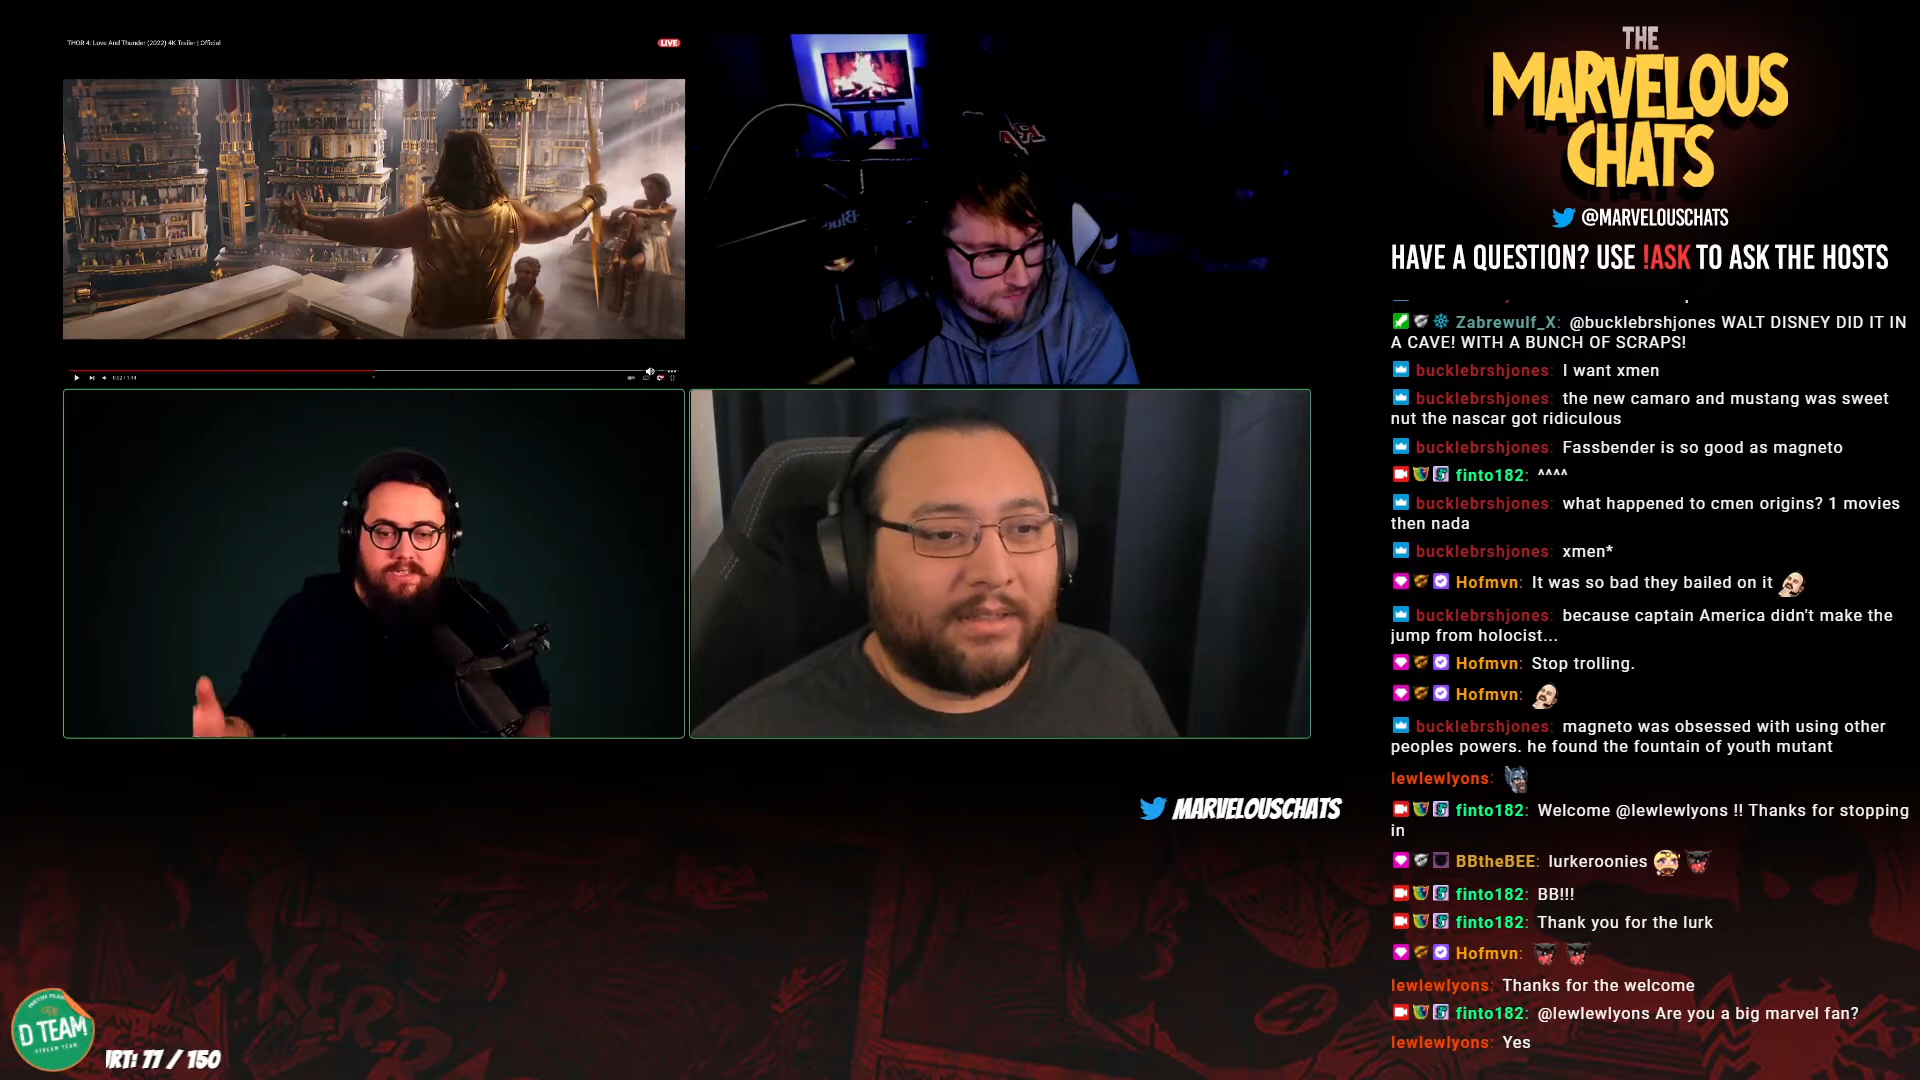 THOR 4: Love And Thunder (2022) 4K Trailer | Official
LIVE
0:52 / 1:44
Blue
THE
MARVELOUS
CHATS
@MARVELOUSCHATS
HAVE A QUESTION? USE !ASK TO ASK THE HOSTS
Zabrewulf_X: @bucklebrshjones WALT DISNEY DID IT IN
A CAVE! WITH A BUNCH OF SCRAPS!
bucklebrshjones: I want xmen
bucklebrshjones: the new camaro and mustang was sweet
nut the nascar got ridiculous
bucklebrshjones: Fassbender is so good as magneto
finto182: ^^^^
bucklebrshjones: what happened to cmen origins? 1 movies
then nada
bucklebrshjones: xmen*
Hofmvn: It was so bad they bailed on it
bucklebrshjones: because captain America didn't make the
jump from holocist...
Hofmvn: Stop trolling.
Hofmvn:
bucklebrshjones: magneto was obsessed with using other
peoples powers. he found the fountain of youth mutant
lewlewlyons:
finto182: Welcome @lewlewlyons !! Thanks for stopping
in
BBtheBEE: lurkeroonies
finto182: BB!!!
finto182: Thank you for the lurk
Hofmvn:
lewlewlyons: Thanks for the welcome
finto182: @lewlewlyons Are you a big marvel fan?
lewlewlyons: Yes
MARVELOUSCHATS
D TEAM
STREAM TEAM
IRT: 77 / 150